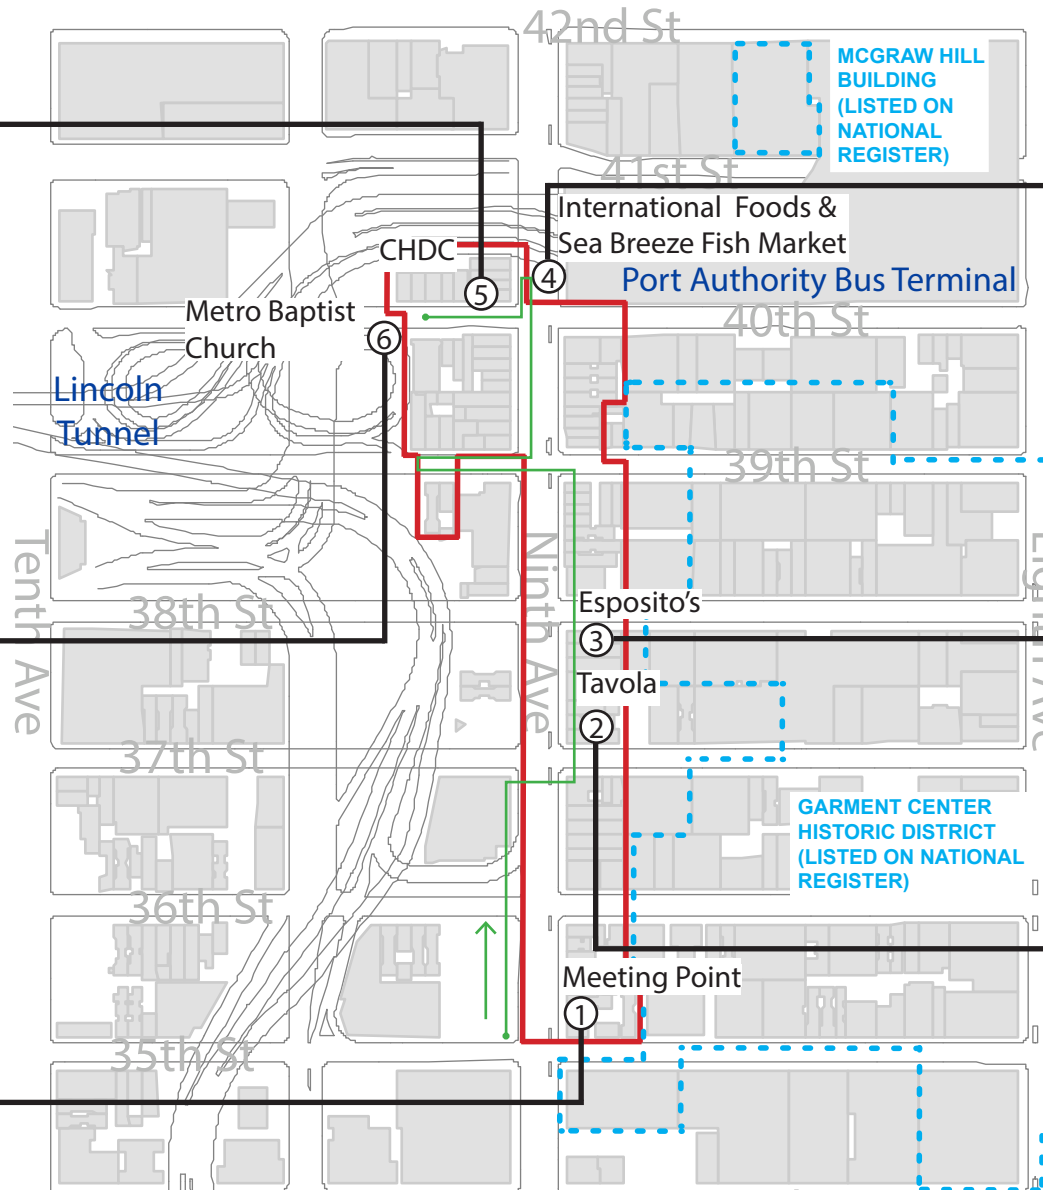 42nd St
MCGRAW HILL
BUILDING
(LISTED ON
NATIONAL
REGISTER)
41st St
International Foods &
Sea Breeze Fish Market
CHDC
Port Authority Bus Terminal
4
5
Metro Baptist
Church
6
40th St
Lincoln
Tunnel
39th St
Tenth Ave
Ninth Ave
38th St
Esposito's
3
Tavola
2
37th St
GARMENT CENTER
HISTORIC DISTRICT
(LISTED ON NATIONAL
REGISTER)
36th St
Meeting Point
1
35th St